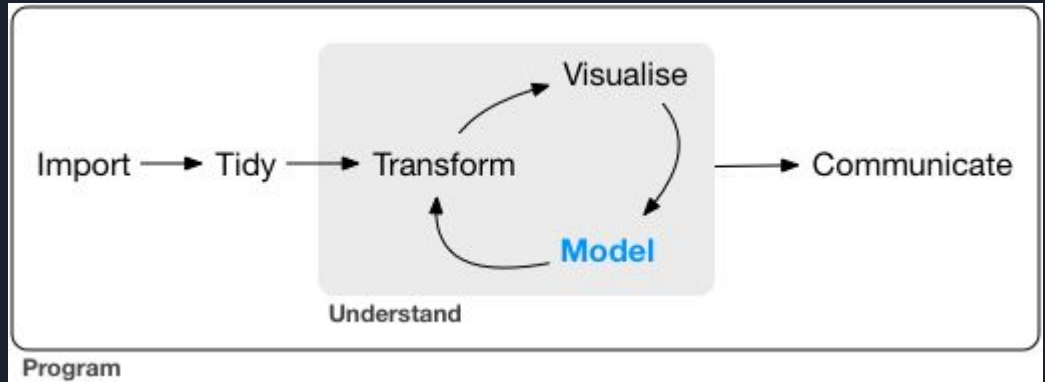 Visualise
Import Tidy Transform Communicate
Model
Understand
Program